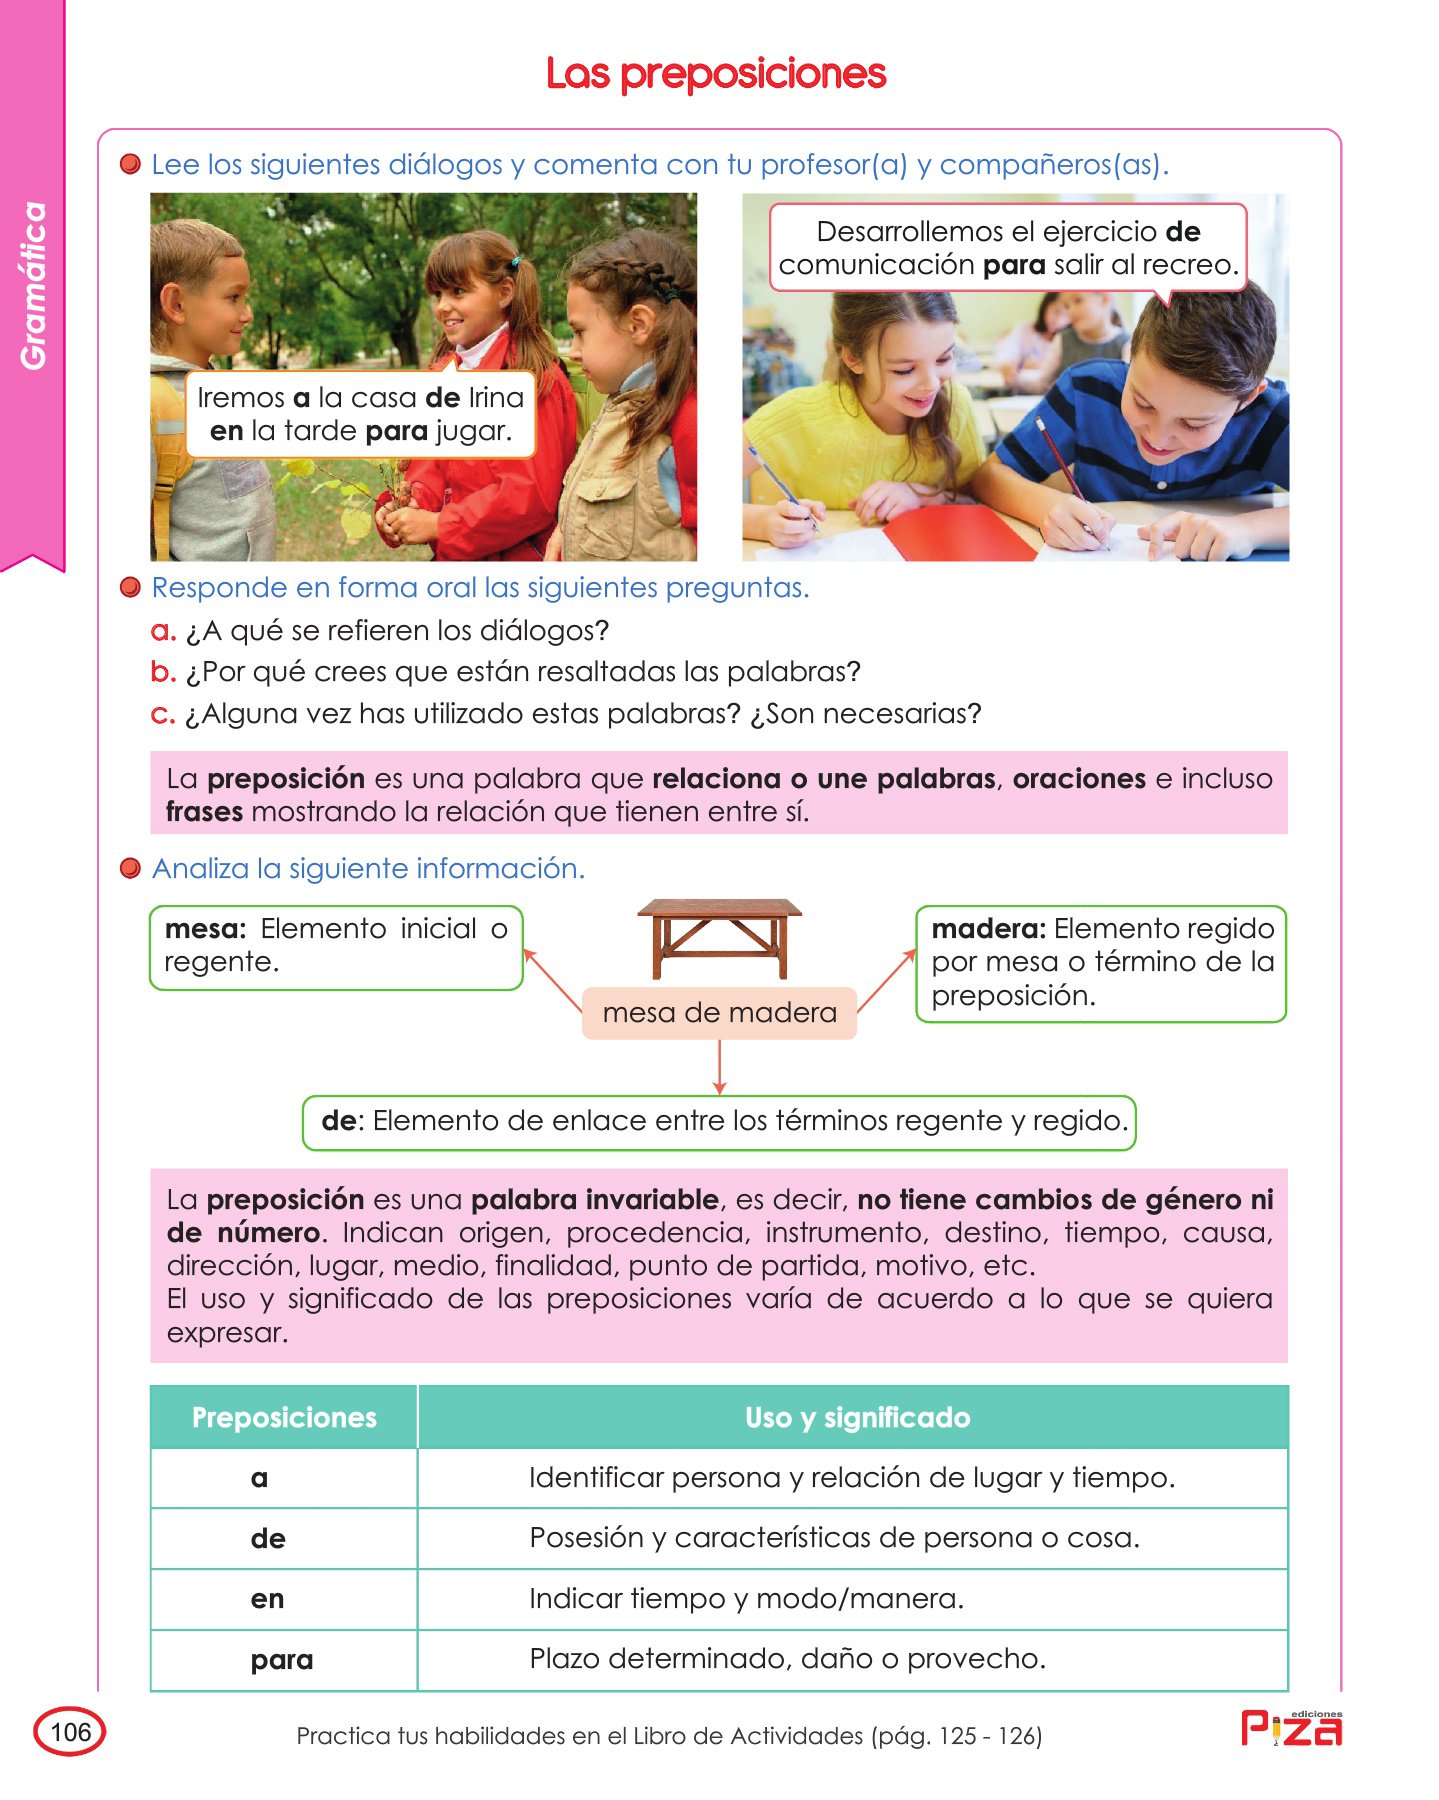 Las preposiciones
Gramática
Lee los siguientes diálogos y comenta con tu profesor(a) y compañeros(as).
Iremos a la casa de Irina
en la tarde para jugar.
Desarrollemos el ejercicio de
comunicación para salir al recreo.
Responde en forma oral las siguientes preguntas.
a. ¿A qué se refieren los diálogos?
b. ¿Por qué crees que están resaltadas las palabras?
c. ¿Alguna vez has utilizado estas palabras? ¿Son necesarias?
La preposición es una palabra que relaciona o une palabras, oraciones e incluso
frases mostrando la relación que tienen entre sí.
Analiza la siguiente información.
mesa: Elemento inicial o
regente.
madera: Elemento regido
por mesa o término de la
preposición.
mesa de madera
de: Elemento de enlace entre los términos regente y regido.
La preposición es una palabra invariable, es decir, no tiene cambios de género ni
de número. Indican origen, procedencia, instrumento, destino, tiempo, causa,
dirección, lugar, medio, finalidad, punto de partida, motivo, etc.
El uso y significado de las preposiciones varía de acuerdo a lo que se quiera
expresar.
Preposiciones Uso y significado
a Identificar persona y relación de lugar y tiempo.
de Posesión y características de persona o cosa.
en Indicar tiempo y modo/manera.
para Plazo determinado, daño o provecho.
106
Practica tus habilidades en el Libro de Actividades (pág. 125 - 126)
ediciones
Piza